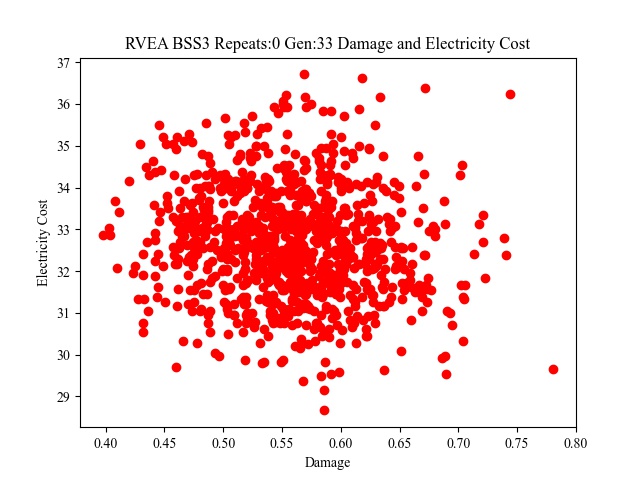 RVEA BSS3 Repeats:0 Gen:33 Damage and Electricity Cost
37
36
35
34
33
32
31
30
29
Electricity Cost
0.40 0.45 0.50 0.55 0.60 0.65 0.70 0.75 0.80
Damage